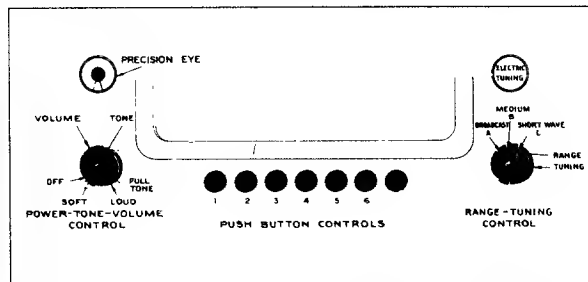 PRECISION EYE
ELECTRIC
TUNING
VOLUME
TONE
OFF
FULL
TONE
SOFT
LOUD
POWER-TONE-VOLUME
CONTROL
1 2 3 4 5 6
PUSH BUTTON CONTROLS
MEDIUM
B
BROADCAST
A
SHORT WAVE
RANGE
TUNING
RANGE-TUNING
CONTROL